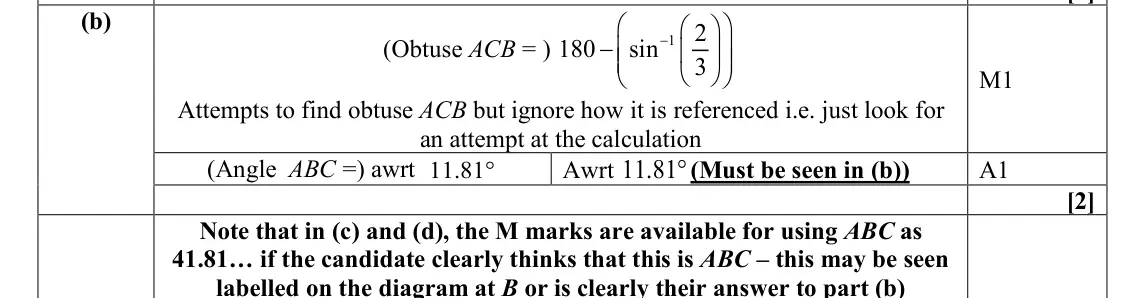 (b)
(Obtuse ACB = ) 180 – (sin⁻¹(2/3))
M1
Attempts to find obtuse ACB but ignore how it is referenced i.e. just look for
an attempt at the calculation
(Angle ABC =) awrt 11.81° Awrt 11.81° (Must be seen in (b)) A1
[2]
Note that in (c) and (d), the M marks are available for using ABC as
41.81… if the candidate clearly thinks that this is ABC – this may be seen
labelled on the diagram at B or is clearly their answer to part (b)